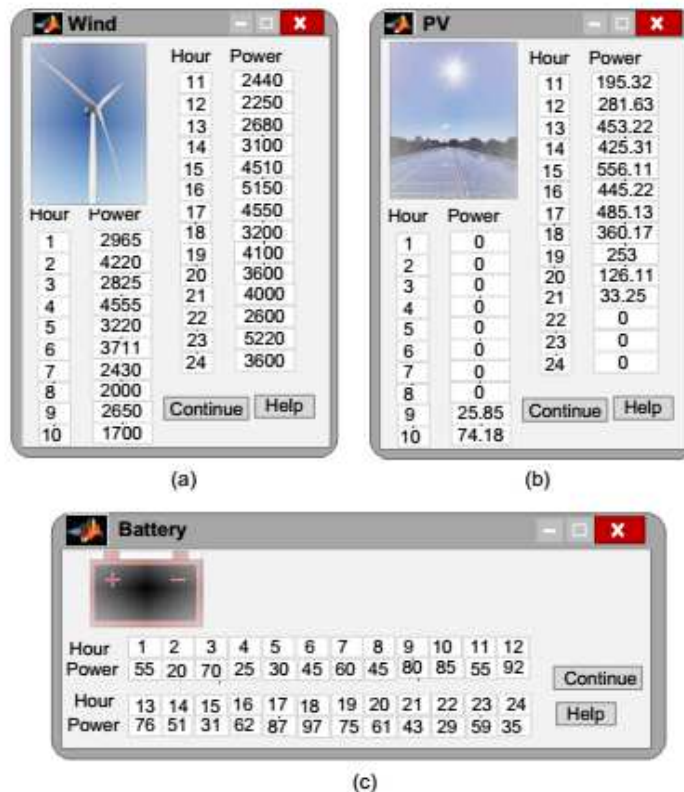 Wind
Hour Power
1 2965
2 4220
3 2825
4 4555
5 3220
6 3711
7 2430
8 2000
9 2650
10 1700
Hour Power
11 2440
12 2250
13 2680
14 3100
15 4510
16 5150
17 4550
18 3200
19 4100
20 3600
21 4000
22 2600
23 5220
24 3600
Continue Help
(a)
PV
Hour Power
1 0
2 0
3 0
4 0
5 0
6 0
7 0
8 0
9 25.85
10 74.18
Hour Power
11 195.32
12 281.63
13 453.22
14 425.31
15 556.11
16 445.22
17 485.13
18 360.17
19 253
20 126.11
21 33.25
22 0
23 0
24 0
Continue Help
(b)
Battery
Hour 1 2 3 4 5 6 7 8 9 10 11 12
Power 55 20 70 25 30 45 60 45 80 85 55 92
Hour 13 14 15 16 17 18 19 20 21 22 23 24
Power 76 51 31 62 87 97 75 61 43 29 59 35
Continue
Help
(c)